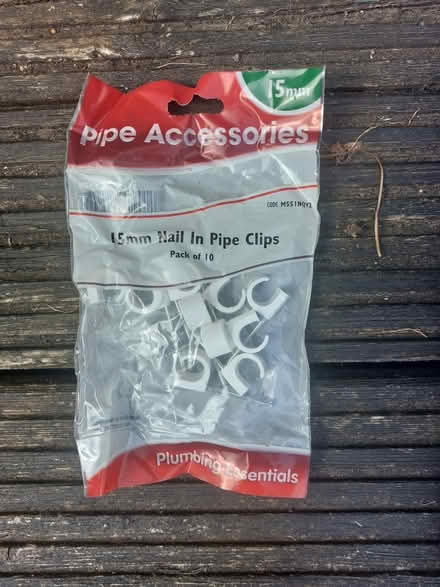 15mm
Pipe Accessories
15mm Nail In Pipe Clips
Pack of 10
Plumbing Essentials